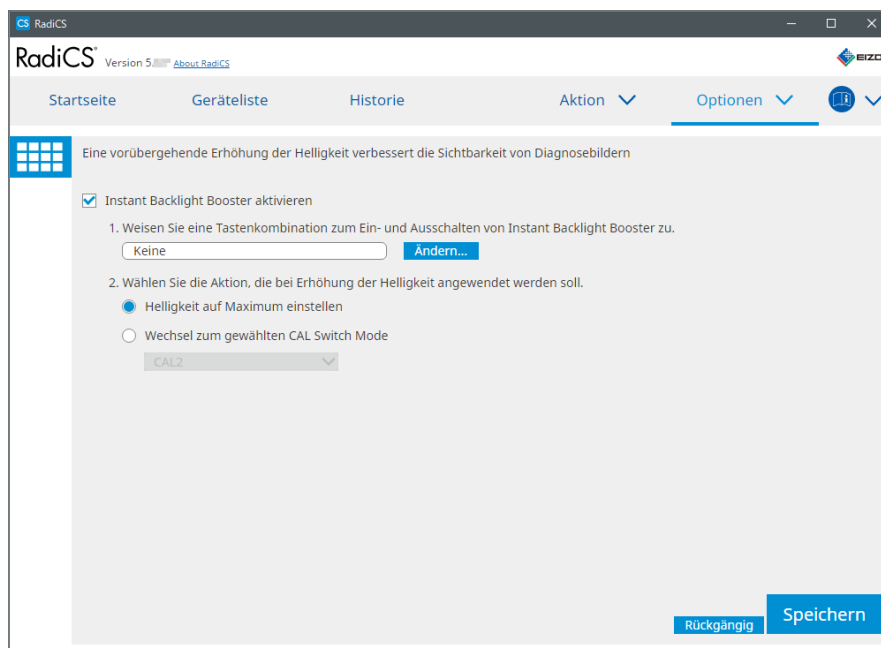 CS RadiCS
RadiCS® Version 5. About RadiCS
EIZO
Startseite Geräteliste Historie Aktion Optionen
Eine vorübergehende Erhöhung der Helligkeit verbessert die Sichtbarkeit von Diagnosebildern
Instant Backlight Booster aktivieren
1. Weisen Sie eine Tastenkombination zum Ein- und Ausschalten von Instant Backlight Booster zu.
Keine Ändern...
2. Wählen Sie die Aktion, die bei Erhöhung der Helligkeit angewendet werden soll.
Helligkeit auf Maximum einstellen
Wechsel zum gewählten CAL Switch Mode
CAL2
Rückgängig Speichern